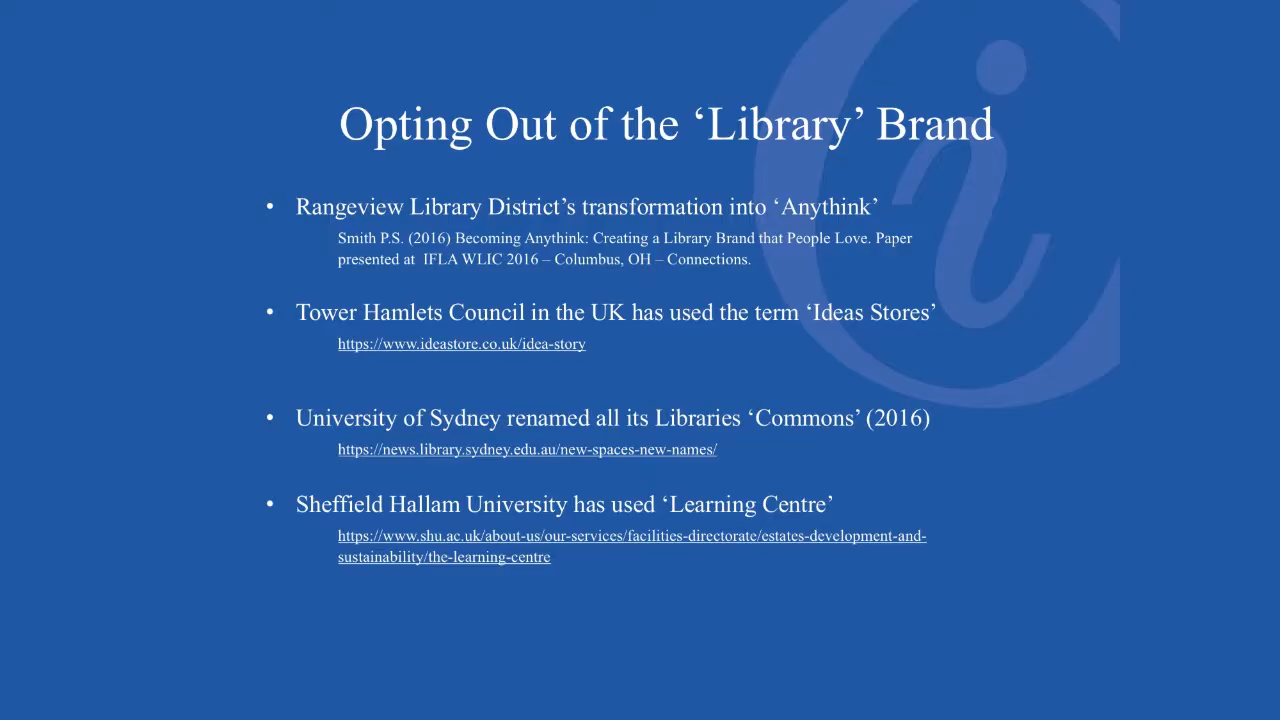 Opting Out of the ‘Library’ Brand
• Rangeview Library District’s transformation into ‘Anythink’
Smith P.S. (2016) Becoming Anythink: Creating a Library Brand that People Love. Paper
presented at  IFLA WLIC 2016 – Columbus, OH – Connections.
• Tower Hamlets Council in the UK has used the term ‘Ideas Stores’
https://www.ideastore.co.uk/idea-story
• University of Sydney renamed all its Libraries ‘Commons’ (2016)
https://news.library.sydney.edu.au/new-spaces-new-names/
• Sheffield Hallam University has used ‘Learning Centre’
https://www.shu.ac.uk/about-us/our-services/facilities-directorate/estates-development-and-
sustainability/the-learning-centre